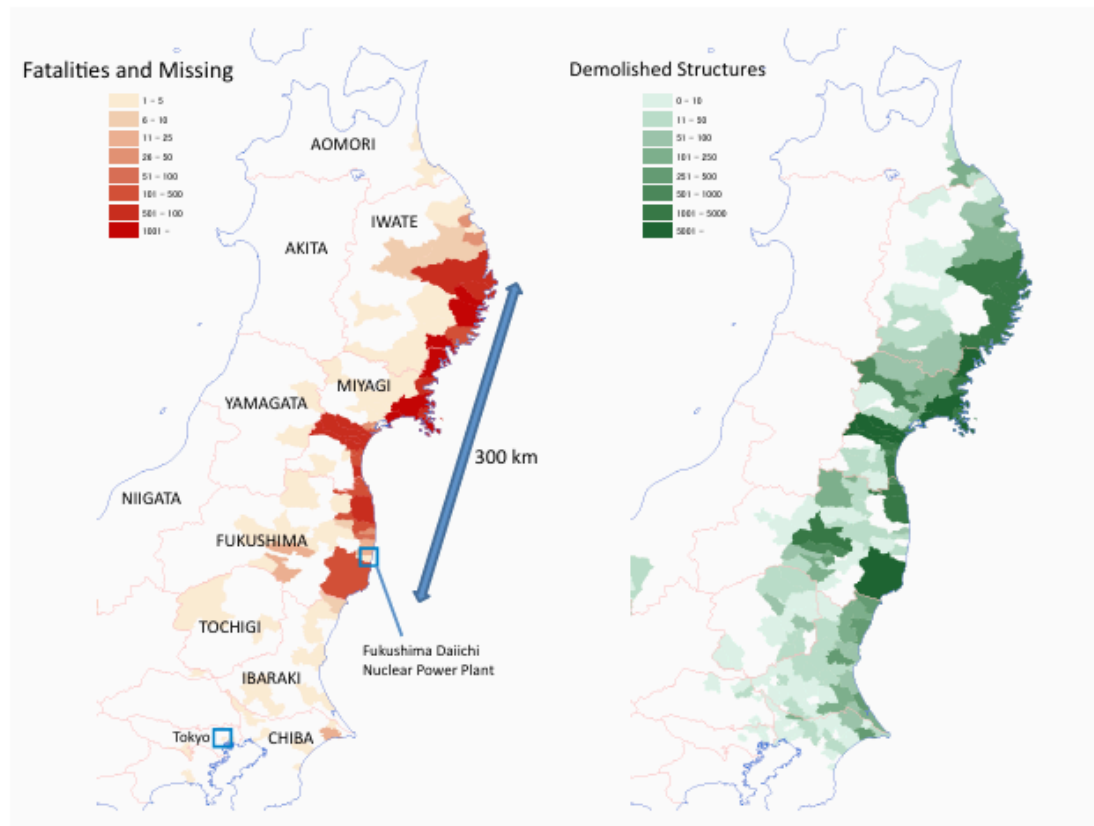 Fatalities and Missing
1 – 5
6 – 10
11 – 25
26 – 50
51 – 100
101 – 500
501 – 100
1001 –
AOMORI
IWATE
AKITA
MIYAGI
YAMAGATA
300 km
NIIGATA
FUKUSHIMA
TOCHIGI
Fukushima Daiichi
Nuclear Power Plant
IBARAKI
Tokyo
CHIBA
Demolished Structures
0 – 10
11 – 50
51 – 100
101 – 250
251 – 500
501 – 1000
1001 – 5000
5001 –